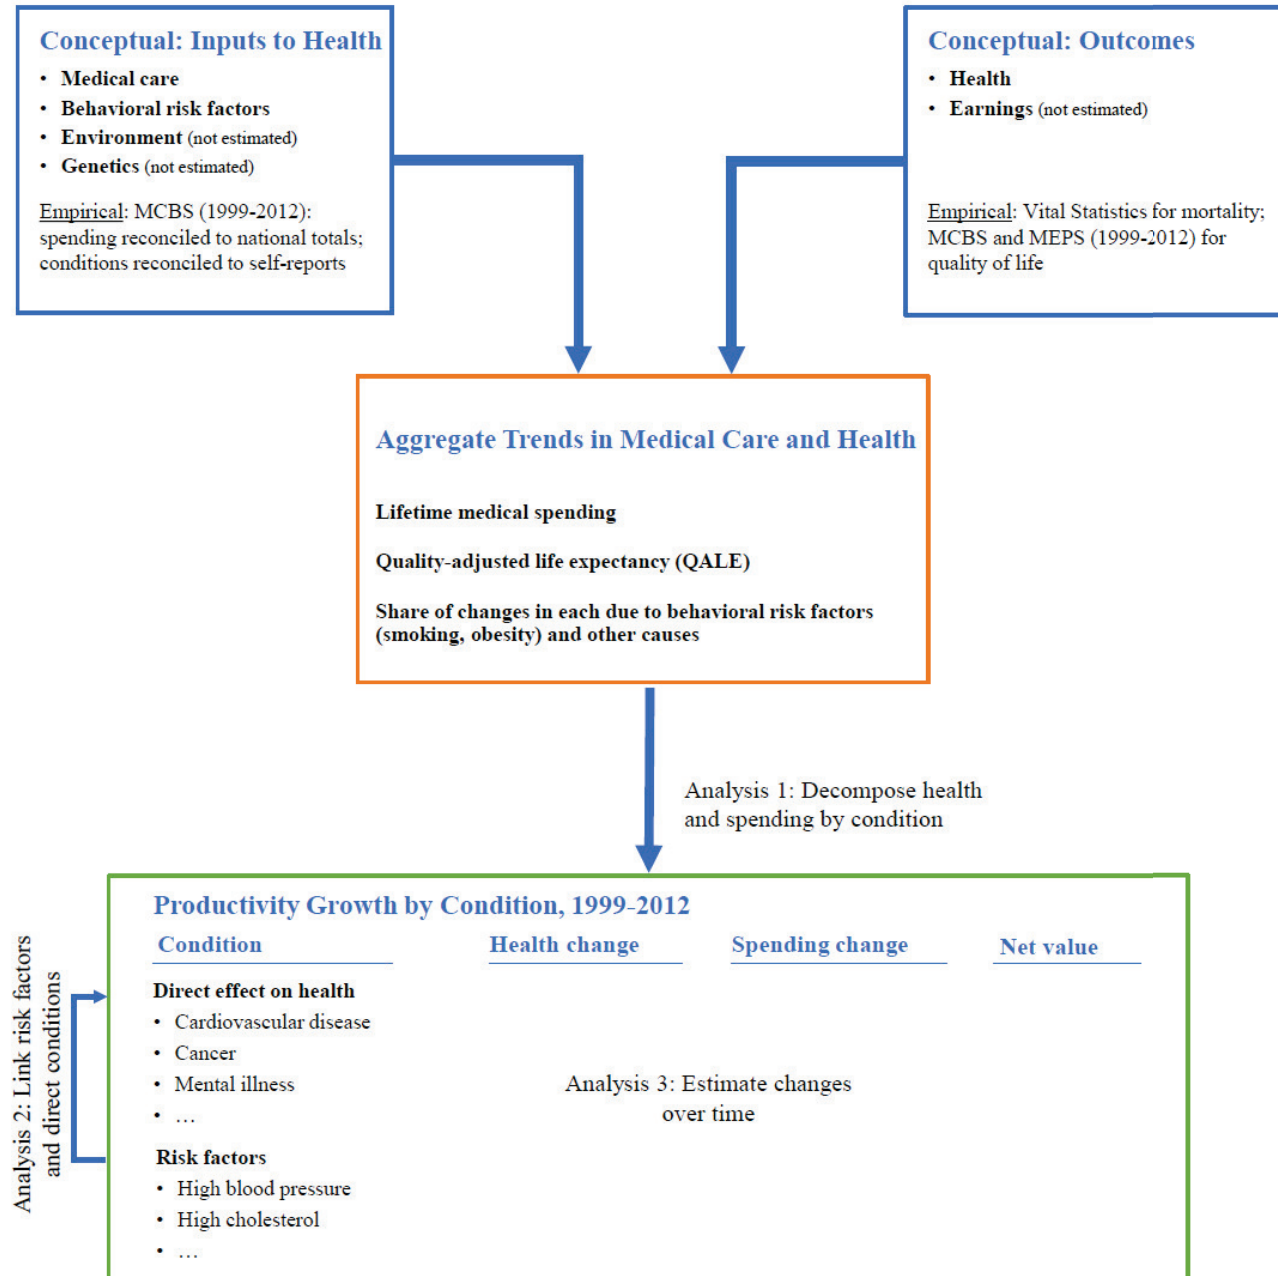 Conceptual: Inputs to Health
• Medical care
• Behavioral risk factors
• Environment (not estimated)
• Genetics (not estimated)
Empirical: MCBS (1999-2012):
spending reconciled to national totals;
conditions reconciled to self-reports
Conceptual: Outcomes
• Health
• Earnings (not estimated)
Empirical: Vital Statistics for mortality;
MCBS and MEPS (1999-2012) for
quality of life
Aggregate Trends in Medical Care and Health
Lifetime medical spending
Quality-adjusted life expectancy (QALE)
Share of changes in each due to behavioral risk factors
(smoking, obesity) and other causes
Analysis 1: Decompose health
and spending by condition
Analysis 2: Link risk factors
and direct conditions
Productivity Growth by Condition, 1999-2012
Condition Health change Spending change Net value
Direct effect on health
• Cardiovascular disease
• Cancer
• Mental illness
• …
Analysis 3: Estimate changes
over time
Risk factors
• High blood pressure
• High cholesterol
• …